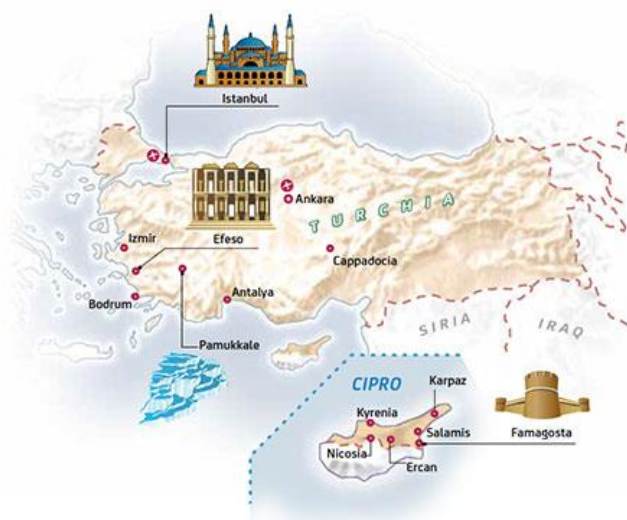 Istanbul
Ankara
TURCHIA
Izmir
Efeso
Cappadocia
Bodrum
Antalya
Pamukkale
SIRIA
IRAQ
CIPRO
Karpaz
Kyrenia
Salamis
Famagosta
Nicosia
Ercan